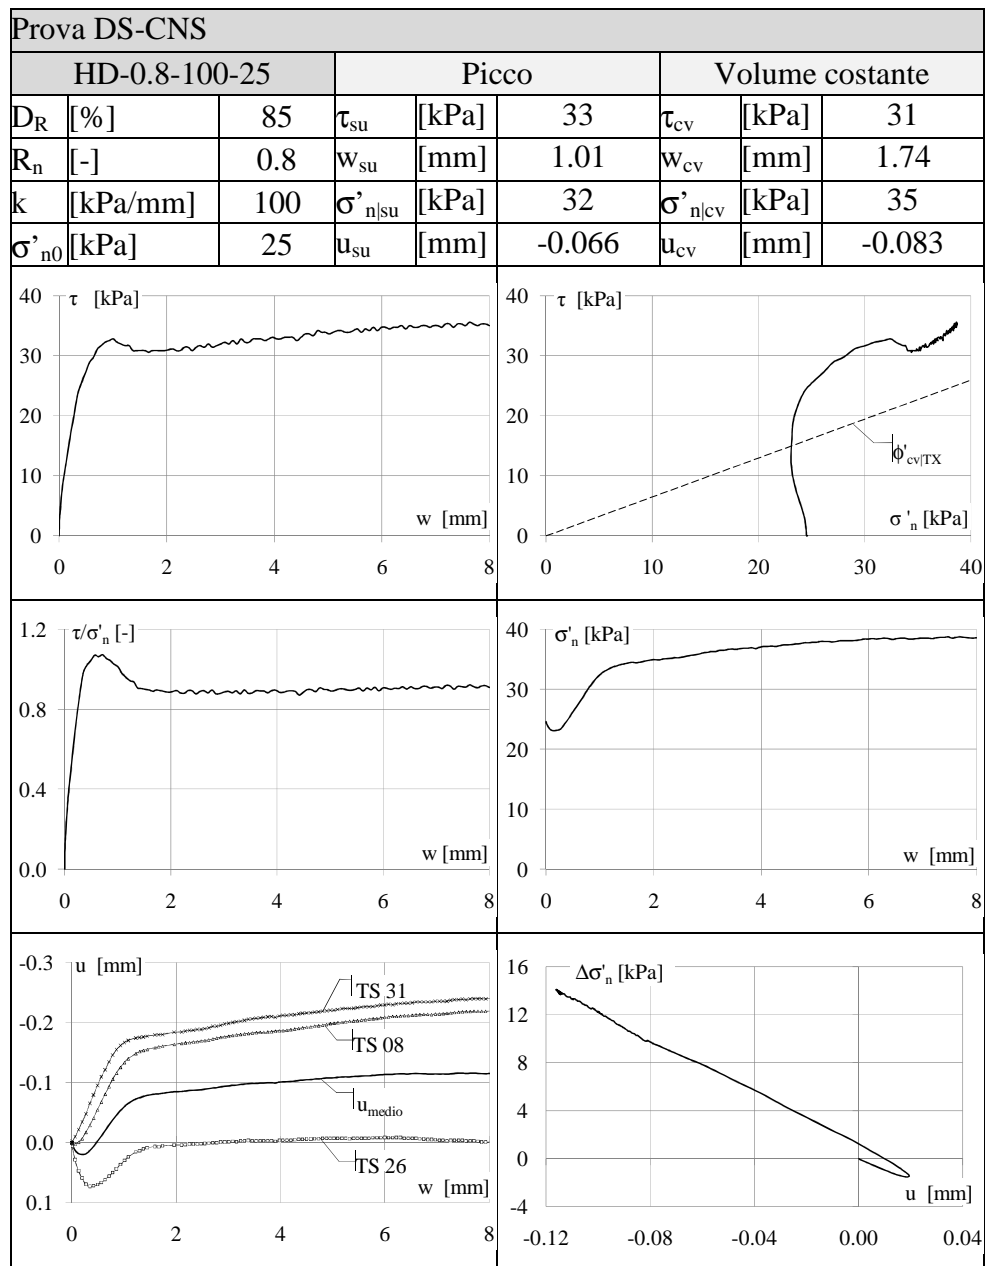 Prova DS-CNS
HD-0.8-100-25 Picco Volume costante
D_R [%] 85 τ_su [kPa] 33 τ_cv [kPa] 31
R_n [-] 0.8 w_su [mm] 1.01 w_cv [mm] 1.74
k [kPa/mm] 100 σ’_n|su [kPa] 32 σ’_n|cv [kPa] 35
σ’_n0 [kPa] 25 u_su [mm] -0.066 u_cv [mm] -0.083
τ [kPa]
40
30
20
10
0
w [mm]
0 2 4 6 8
τ [kPa]
40
30
20
10
0
ϕ'_cv|TX
σ'_n [kPa]
0 10 20 30 40
τ/σ'_n [-]
1.2
0.8
0.4
0.0
w [mm]
0 2 4 6 8
σ'_n [kPa]
40
30
20
10
0
w [mm]
0 2 4 6 8
u [mm]
-0.3
-0.2
-0.1
0.0
0.1
TS 31
TS 08
u_medio
TS 26
w [mm]
0 2 4 6 8
Δσ'_n [kPa]
16
12
8
4
0
-4
u [mm]
-0.12 -0.08 -0.04 0.00 0.04